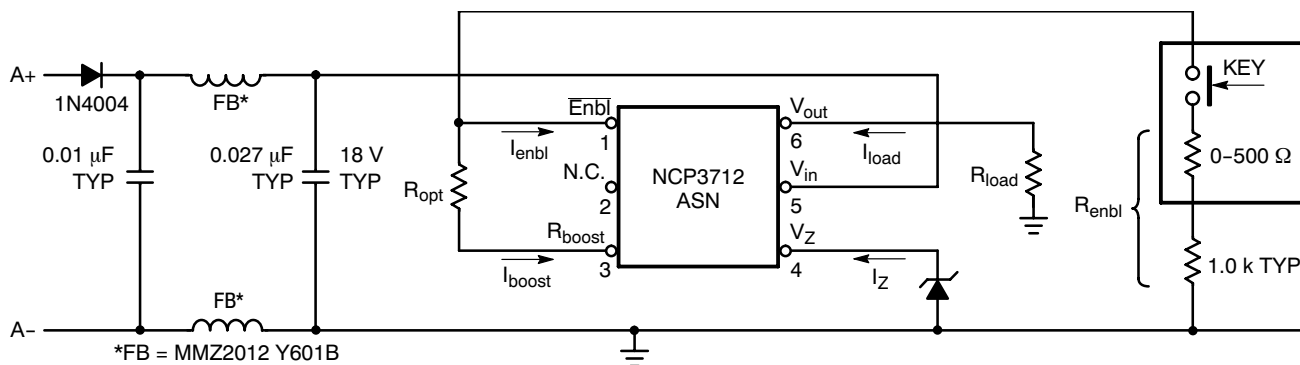 A+
1N4004
FB*
0.01 μF
TYP
0.027 μF
TYP
18 V
TYP
Enbl
1
I_enbl
N.C.
2
R_opt
R_boost
3
I_boost
NCP3712
ASN
V_out
6
I_load
V_in
5
V_Z
4
I_Z
R_load
KEY
0–500 Ω
R_enbl
1.0 k TYP
FB*
A–
*FB = MMZ2012 Y601B